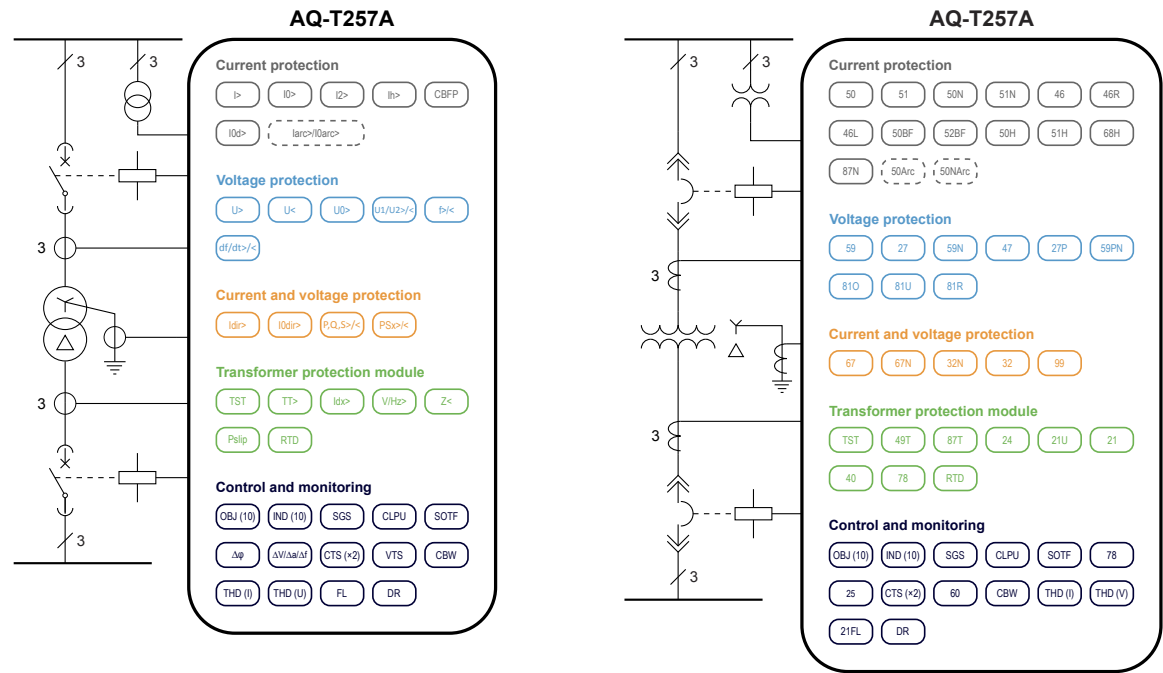 AQ-T257A
3
3
Current protection
I> I0> I2> Ih> CBFP
I0d> Iarc>/I0arc>
Voltage protection
U> U< U0> U1/U2>/< f>/<
df/dt>/<
3
Current and voltage protection
Idir> I0dir> P,Q,S>/< PSx>/<
Transformer protection module
TST TT> Idx> V/Hz> Z<
3
Pslip RTD
Control and monitoring
OBJ (10) IND (10) SGS CLPU SOTF
Δφ ΔV/Δa/Δf CTS (×2) VTS CBW
3
THD (I) THD (U) FL DR
AQ-T257A
3
3
Current protection
50 51 50N 51N 46 46R
46L 50BF 52BF 50H 51H 68H
87N 50Arc 50NArc
Voltage protection
59 27 59N 47 27P 59PN
3
81O 81U 81R
Current and voltage protection
67 67N 32N 32 99
Transformer protection module
3
TST 49T 87T 24 21U 21
40 78 RTD
Control and monitoring
OBJ (10) IND (10) SGS CLPU SOTF 78
3
25 CTS (×2) 60 CBW THD (I) THD (V)
21FL DR